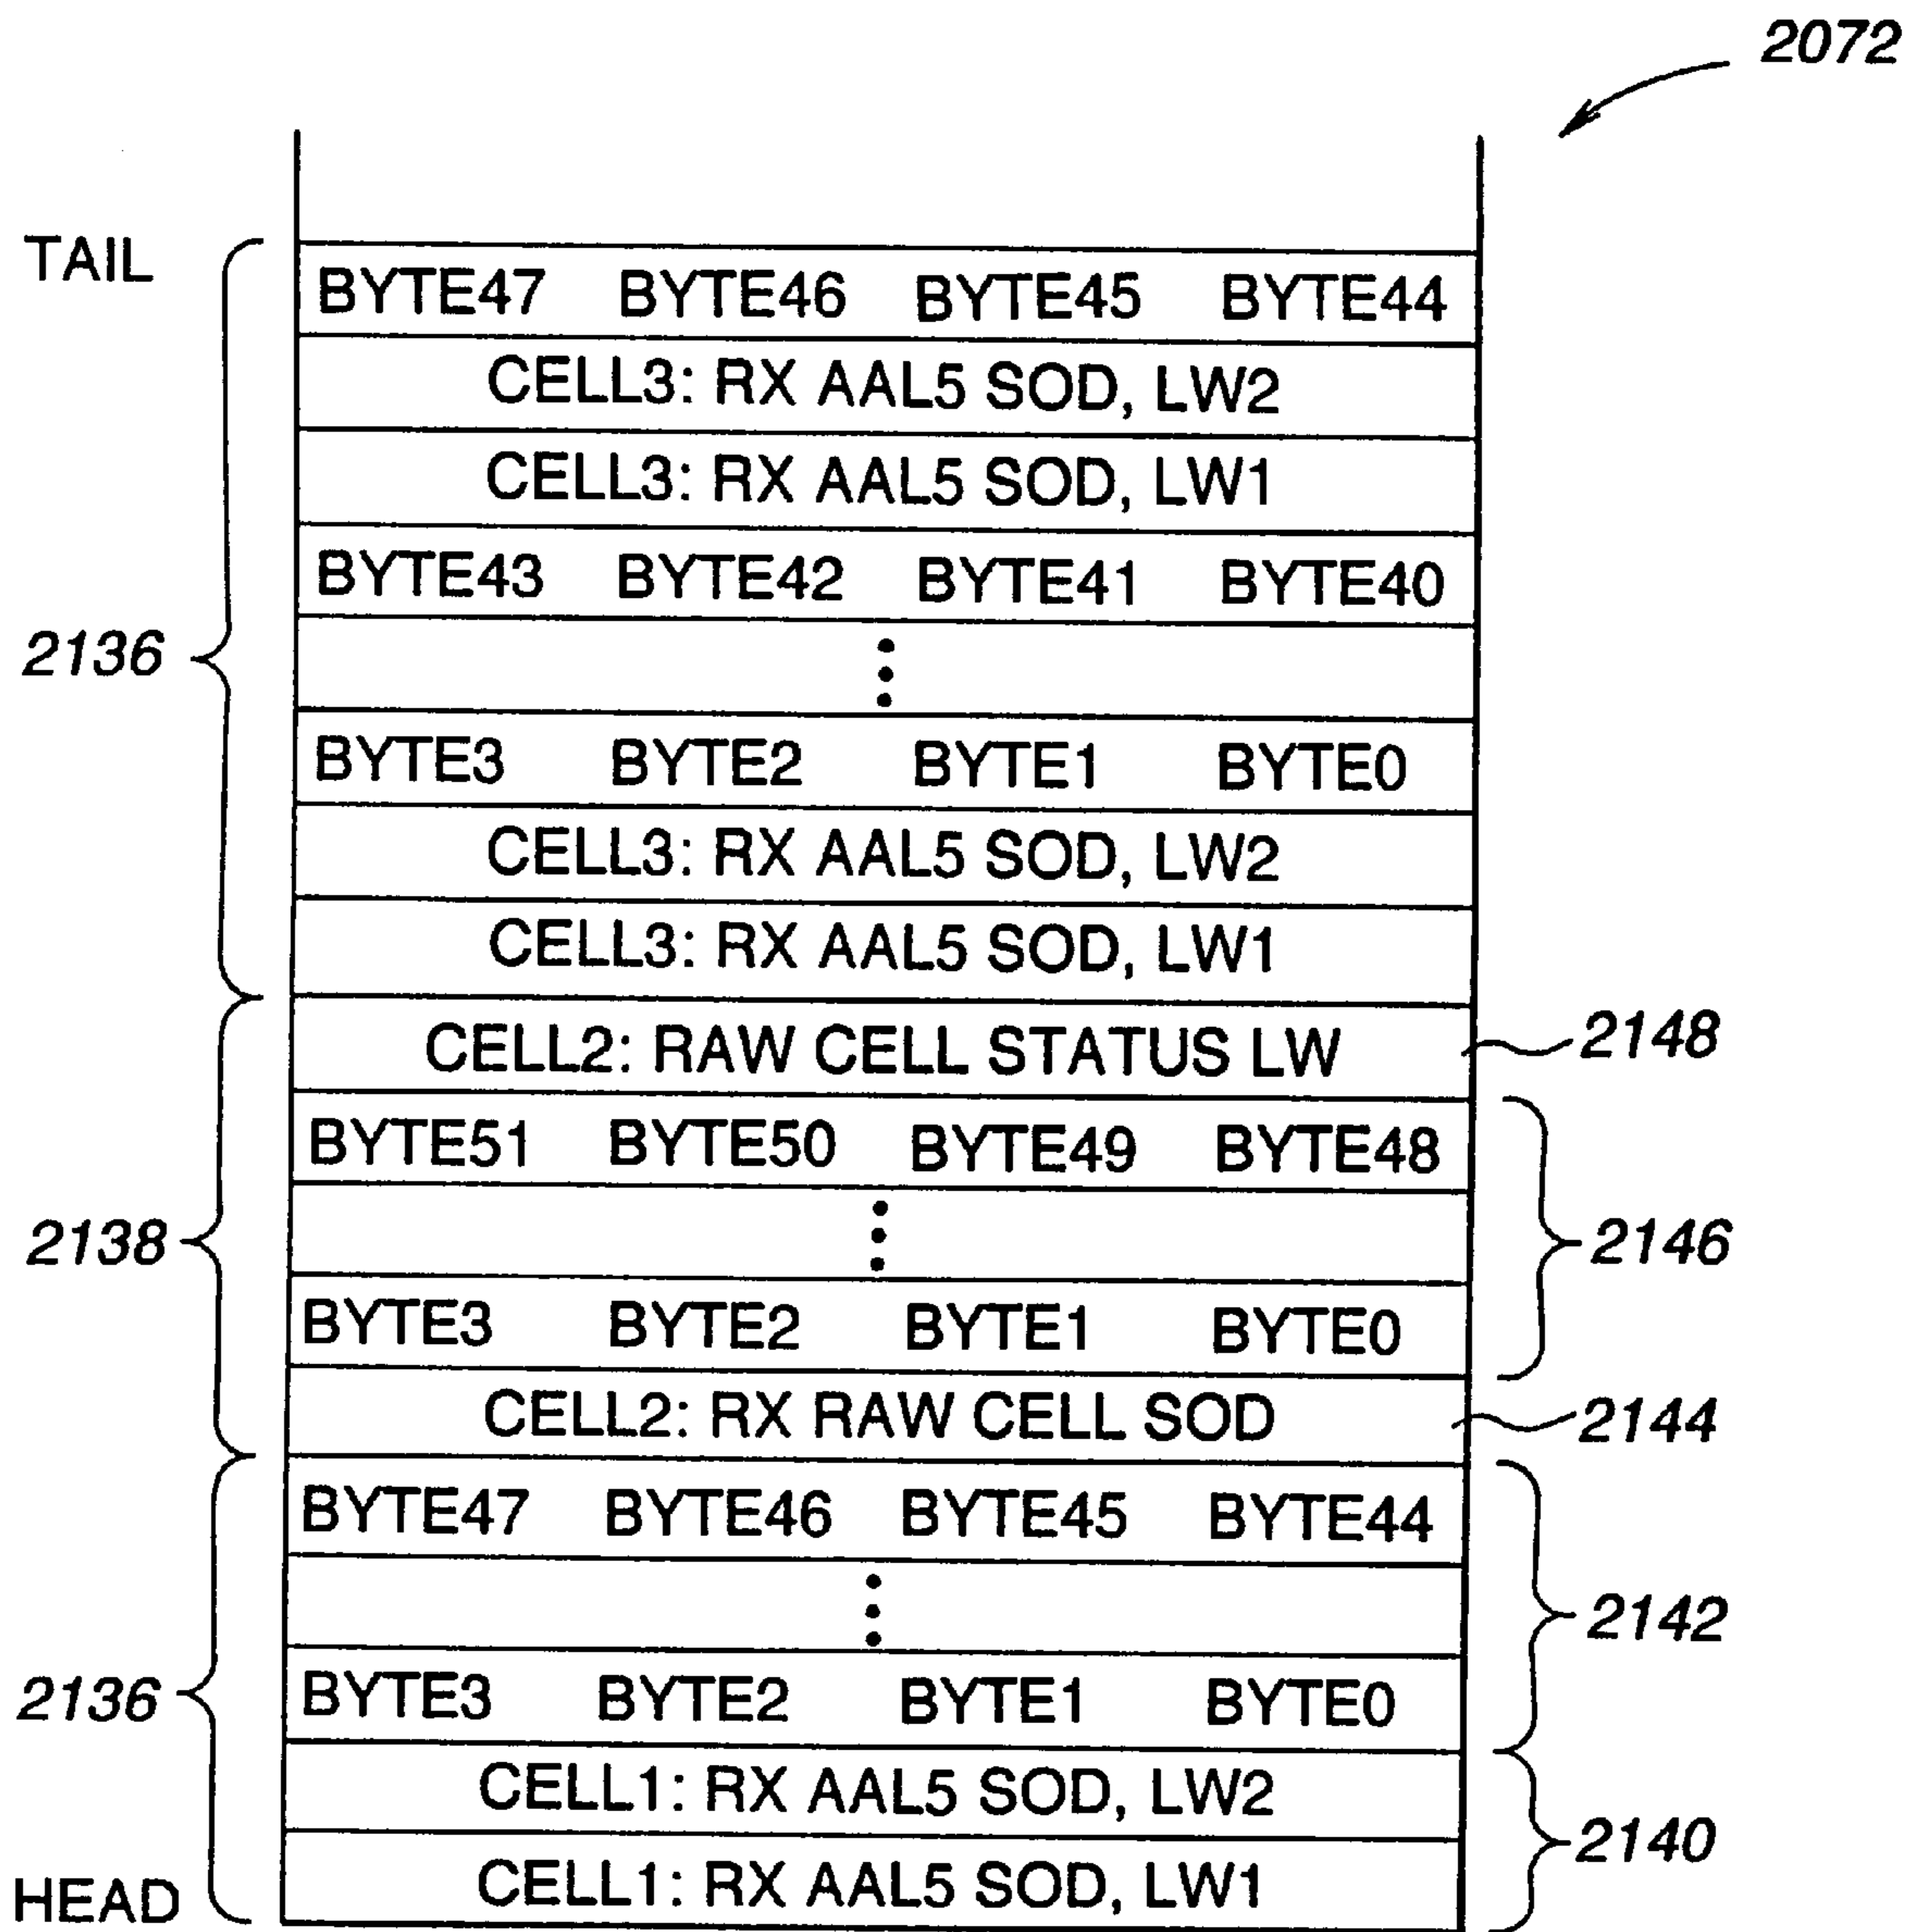 2072
TAIL
BYTE47 BYTE46 BYTE45 BYTE44
CELL3: RX AAL5 SOD, LW2
CELL3: RX AAL5 SOD, LW1
BYTE43 BYTE42 BYTE41 BYTE40
2136
BYTE3 BYTE2 BYTE1 BYTE0
CELL3: RX AAL5 SOD, LW2
CELL3: RX AAL5 SOD, LW1
CELL2: RAW CELL STATUS LW 2148
BYTE51 BYTE50 BYTE49 BYTE48
2138 2146
BYTE3 BYTE2 BYTE1 BYTE0
CELL2: RX RAW CELL SOD 2144
BYTE47 BYTE46 BYTE45 BYTE44
2142
2136 BYTE3 BYTE2 BYTE1 BYTE0
CELL1: RX AAL5 SOD, LW2
2140
HEAD CELL1: RX AAL5 SOD, LW1